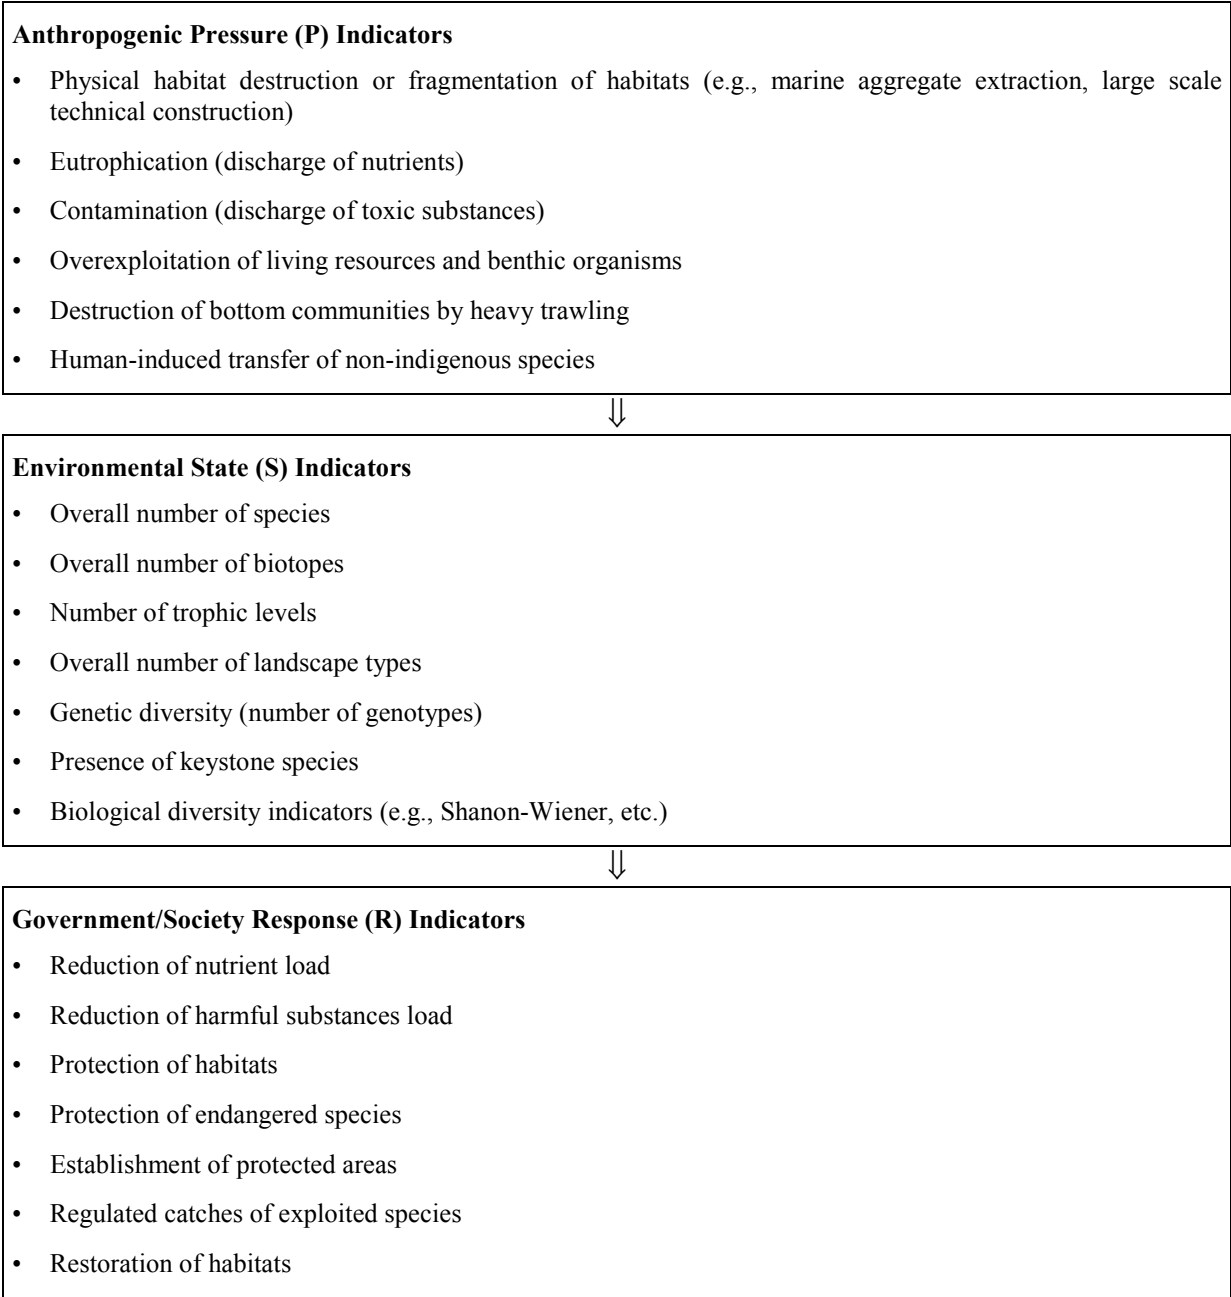 Anthropogenic Pressure (P) Indicators
• Physical habitat destruction or fragmentation of habitats (e.g., marine aggregate extraction, large scale
technical construction)
• Eutrophication (discharge of nutrients)
• Contamination (discharge of toxic substances)
• Overexploitation of living resources and benthic organisms
• Destruction of bottom communities by heavy trawling
• Human-induced transfer of non-indigenous species
⇓
Environmental State (S) Indicators
• Overall number of species
• Overall number of biotopes
• Number of trophic levels
• Overall number of landscape types
• Genetic diversity (number of genotypes)
• Presence of keystone species
• Biological diversity indicators (e.g., Shanon-Wiener, etc.)
⇓
Government/Society Response (R) Indicators
• Reduction of nutrient load
• Reduction of harmful substances load
• Protection of habitats
• Protection of endangered species
• Establishment of protected areas
• Regulated catches of exploited species
• Restoration of habitats